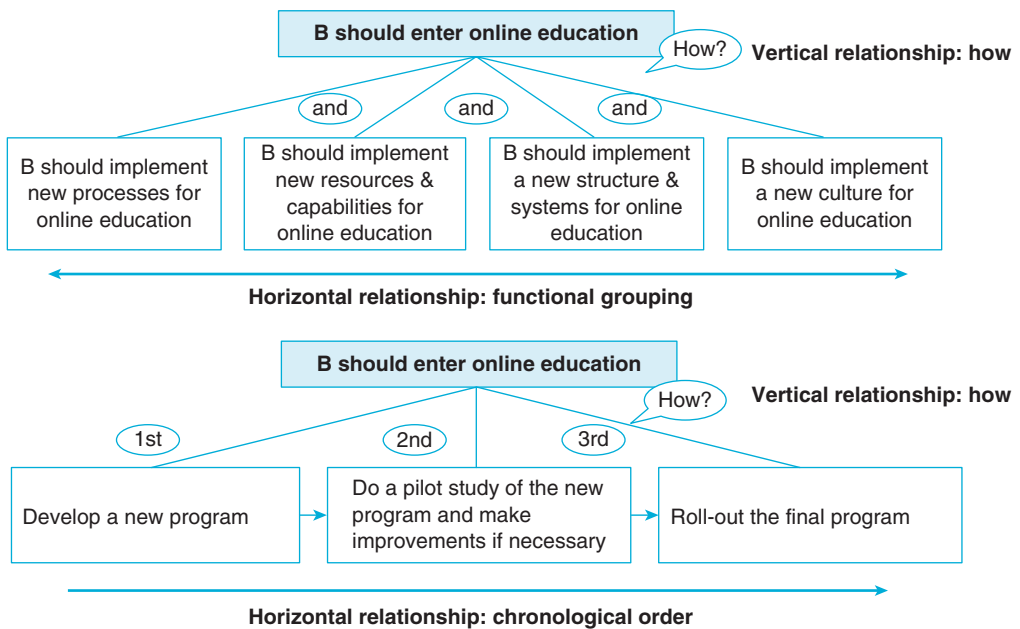 B should enter online education
How?
Vertical relationship: how
and
and
and
B should implement
new processes for
online education
B should implement
new resources &
capabilities for
online education
B should implement
a new structure &
systems for online
education
B should implement
a new culture for
online education
Horizontal relationship: functional grouping
B should enter online education
How?
Vertical relationship: how
1st
2nd
3rd
Develop a new program
Do a pilot study of the new
program and make
improvements if necessary
Roll-out the final program
Horizontal relationship: chronological order